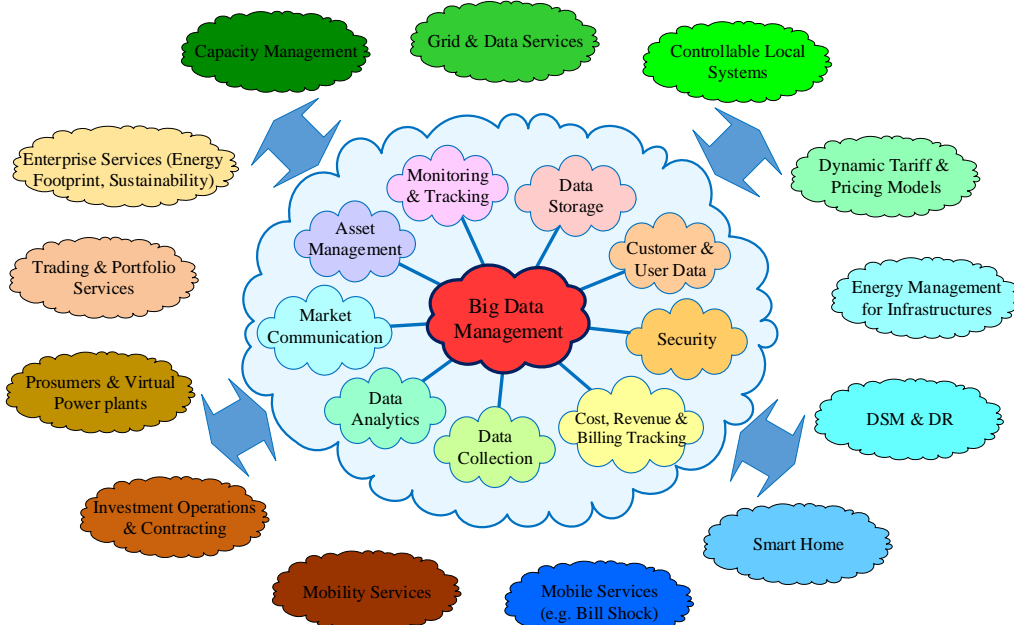 Capacity Management
Grid & Data Services
Controllable Local
Systems
Enterprise Services (Energy
Footprint, Sustainability)
Dynamic Tariff &
Pricing Models
Monitoring
& Tracking
Data
Storage
Asset
Management
Customer &
User Data
Trading & Portfolio
Services
Energy Management
for Infrastructures
Big Data
Management
Market
Communication
Security
Prosumers & Virtual
Power plants
Data
Analytics
Cost, Revenue &
Billing Tracking
DSM & DR
Data
Collection
Investment Operations
& Contracting
Smart Home
Mobility Services
Mobile Services
(e.g. Bill Shock)